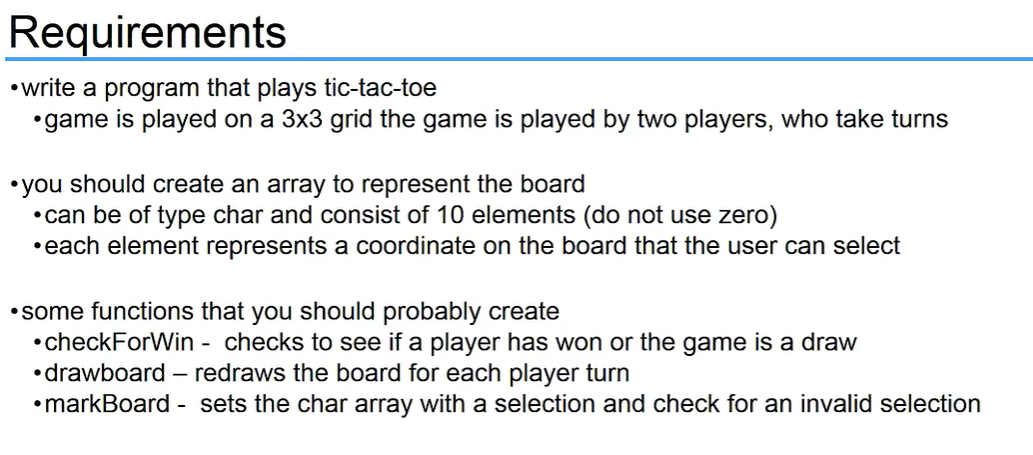 Requirements
•write a program that plays tic-tac-toe
•game is played on a 3x3 grid the game is played by two players, who take turns
•you should create an array to represent the board
•can be of type char and consist of 10 elements (do not use zero)
•each element represents a coordinate on the board that the user can select
•some functions that you should probably create
•checkForWin - checks to see if a player has won or the game is a draw
•drawboard – redraws the board for each player turn
•markBoard - sets the char array with a selection and check for an invalid selection